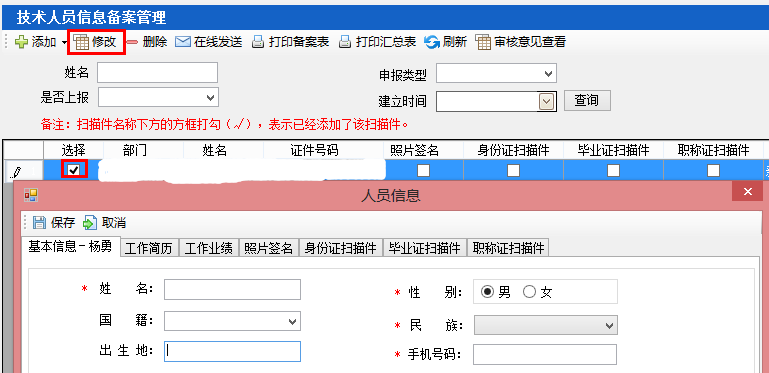 技术人员信息备案管理
添加 修改 删除 在线发送 打印备案表 打印汇总表 刷新 审核意见查看
姓名 申报类型
是否上报 建立时间 查询
备注：扫描件名称下方的方框打勾（√），表示已经添加了该扫描件。
选择 部门 姓名 证件号码 照片签名 身份证扫描件 毕业证扫描件 职称证扫描件
人员信息
保存 取消
基本信息－杨勇 工作简历 工作业绩 照片签名 身份证扫描件 毕业证扫描件 职称证扫描件
* 姓 名： * 性 别： 男 女
国 籍： * 民 族：
出 生 地： * 手机号码：